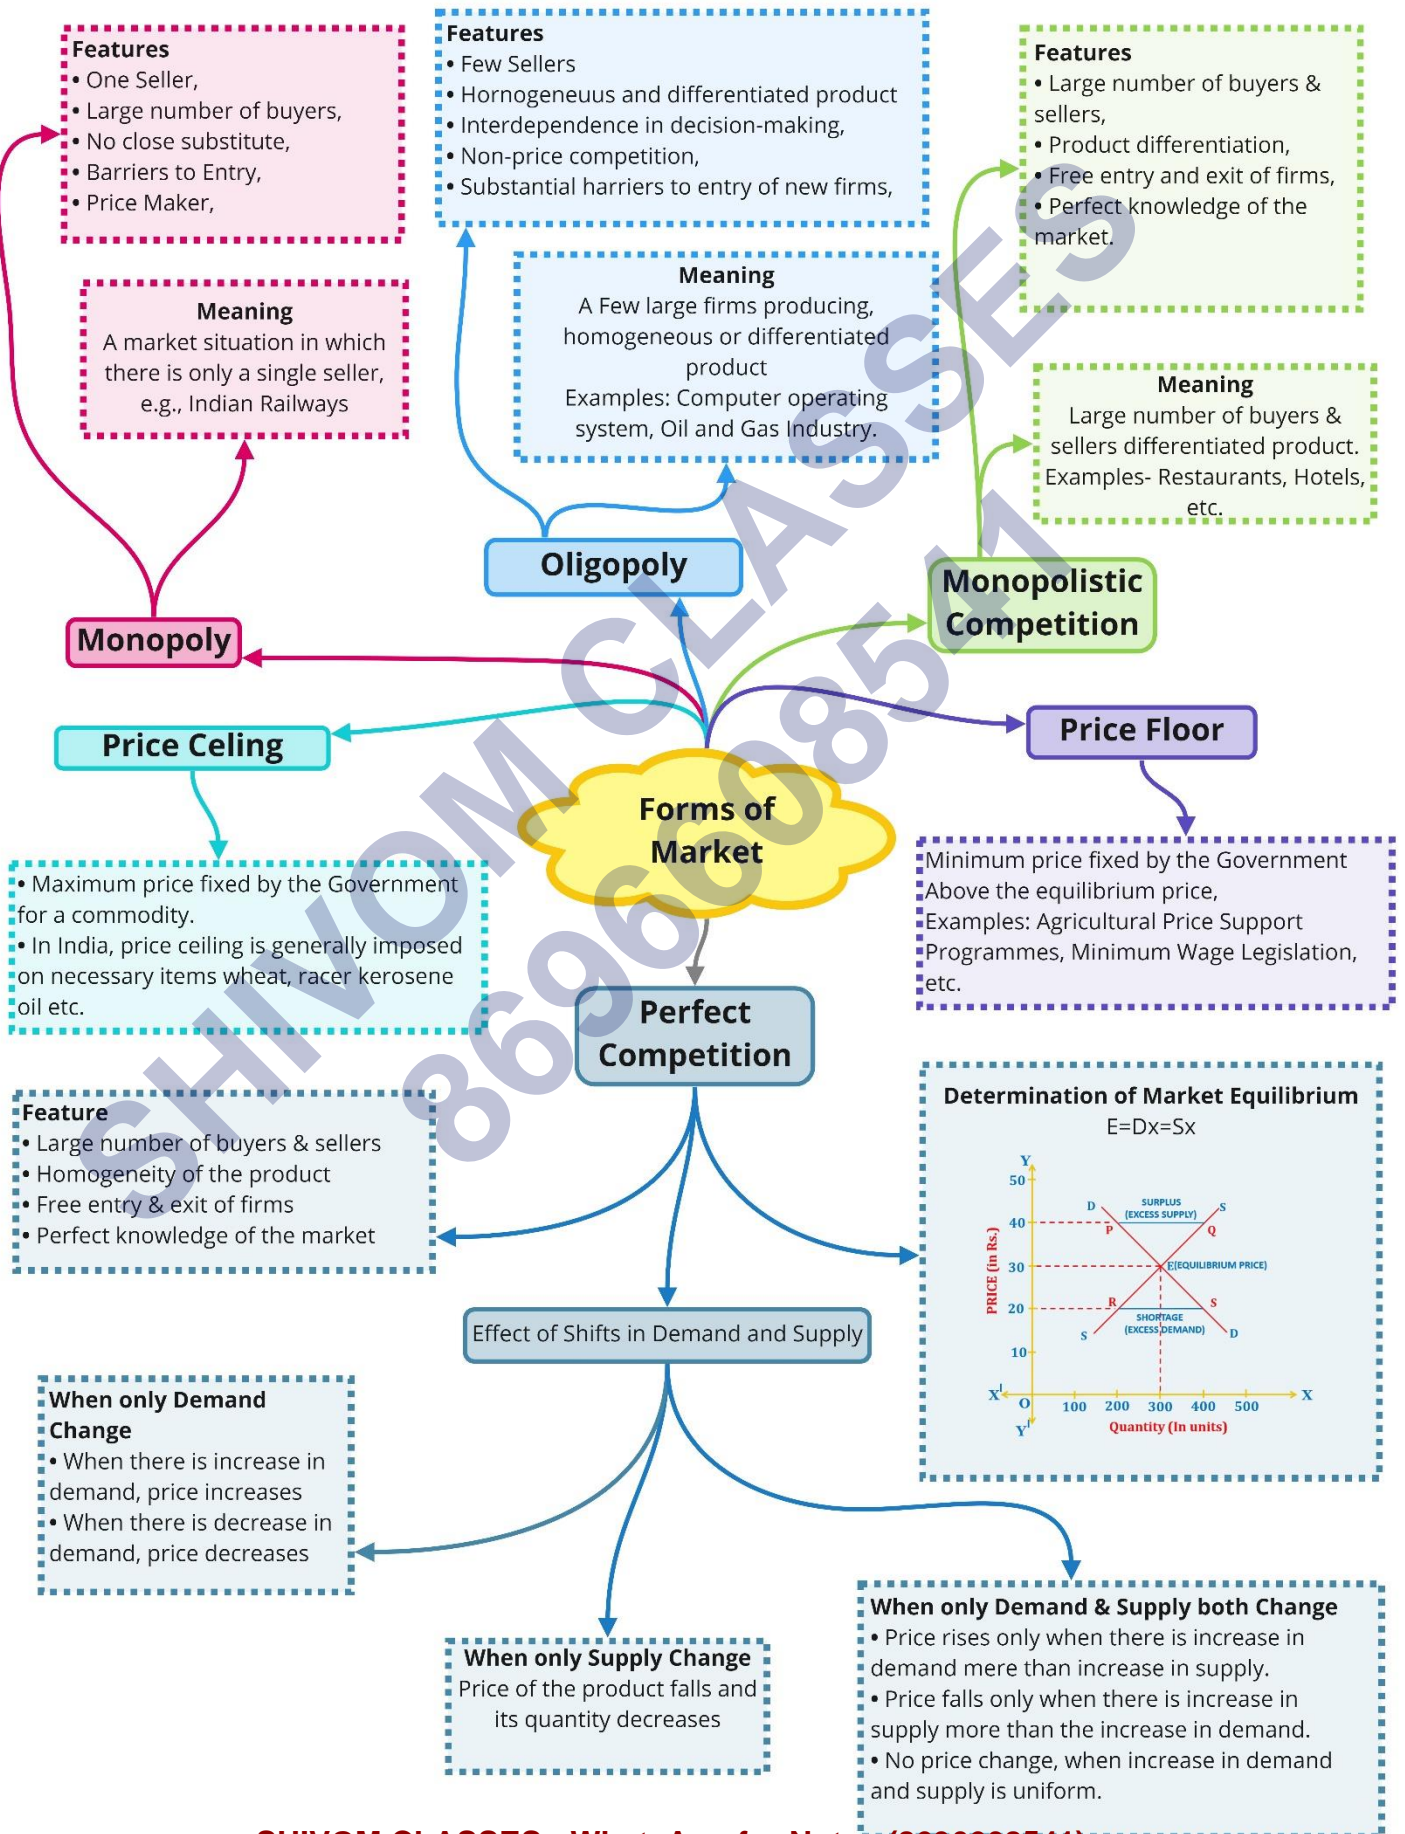 Features
• One Seller,
• Large number of buyers,
• No close substitute,
• Barriers to Entry,
• Price Maker,
Features
• Few Sellers
• Hornogeneuus and differentiated product
• Interdependence in decision-making,
• Non-price competition,
• Substantial harriers to entry of new firms,
Features
• Large number of buyers &
sellers,
• Product differentiation,
• Free entry and exit of firms,
• Perfect knowledge of the
market.
Meaning
A market situation in which
there is only a single seller,
e.g., Indian Railways
Meaning
A Few large firms producing,
homogeneous or differentiated
product
Examples: Computer operating
system, Oil and Gas Industry.
Meaning
Large number of buyers &
sellers differentiated product.
Examples- Restaurants, Hotels,
etc.
Monopoly
Oligopoly
Monopolistic
Competition
Price Celing
Price Floor
Forms of
Market
• Maximum price fixed by the Government
for a commodity.
• In India, price ceiling is generally imposed
on necessary items wheat, racer kerosene
oil etc.
Minimum price fixed by the Government
Above the equilibrium price,
Examples: Agricultural Price Support
Programmes, Minimum Wage Legislation,
etc.
Perfect
Competition
Feature
• Large number of buyers & sellers
• Homogeneity of the product
• Free entry & exit of firms
• Perfect knowledge of the market
Determination of Market Equilibrium
E=Dx=Sx
Y
50
D
SURPLUS
(EXCESS SUPPLY)
S
40
P
Q
PRICE (in Rs.)
30
E(EQUILIBRIUM PRICE)
20
R
S
SHORTAGE
(EXCESS DEMAND)
S
D
10
X'
O
X
Y'
100 200 300 400 500
Quantity (In units)
Effect of Shifts in Demand and Supply
When only Demand
Change
• When there is increase in
demand, price increases
• When there is decrease in
demand, price decreases
When only Supply Change
Price of the product falls and
its quantity decreases
When only Demand & Supply both Change
• Price rises only when there is increase in
demand mere than increase in supply.
• Price falls only when there is increase in
supply more than the increase in demand.
• No price change, when increase in demand
and supply is uniform.
SHIVOM CLASSES
8696608541